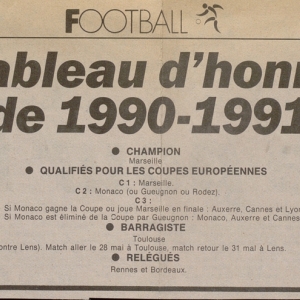 FOOTBALL
ableau d'honn
de 1990-1991
● CHAMPION
Marseille
● QUALIFIÉS POUR LES COUPES EUROPÉENNES
C 1 : Marseille.
C 2 : Monaco (ou Gueugnon ou Rodez).
C 3 :
Si Monaco gagne la Coupe ou joue Marseille en finale : Auxerre, Cannes et Lyon
Si Monaco est éliminé de la Coupe par Gueugnon : Monaco, Auxerre et Cannes
● BARRAGISTE
Toulouse
ontre Lens). Match aller le 28 mai à Toulouse, match retour le 31 mai à Lens.
● RELÉGUÉS
Rennes et Bordeaux.